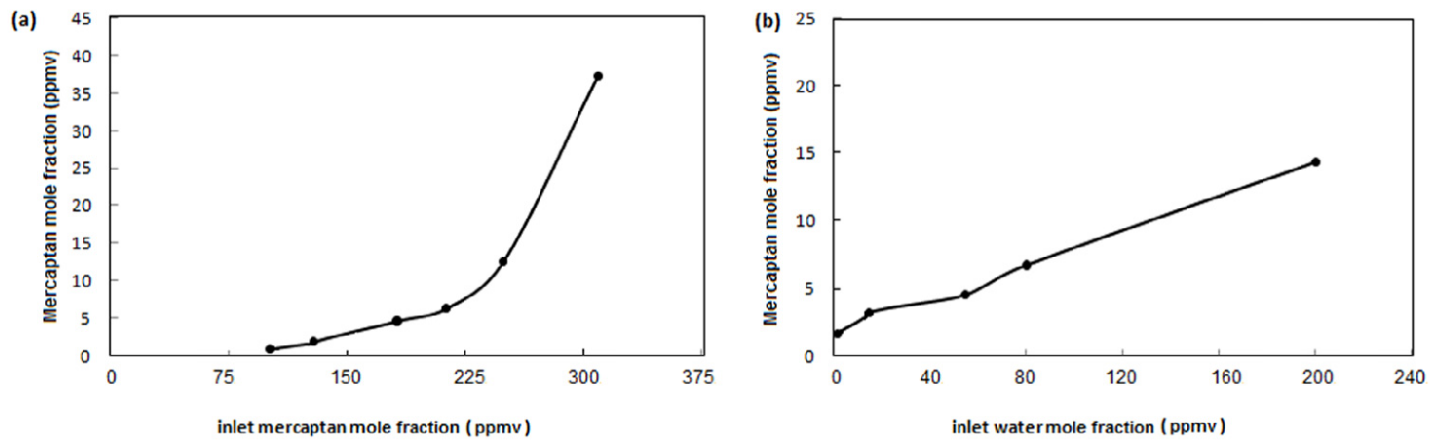 (a)
45
40
35
30
25
20
15
10
5
0
Mercaptan mole fraction (ppmv)
0 75 150 225 300 375
inlet mercaptan mole fraction ( ppmv)
(b)
25
20
15
10
5
0
Mercaptan mole fraction (ppmv)
0 40 80 120 160 200 240
inlet water mole fraction ( ppmv)